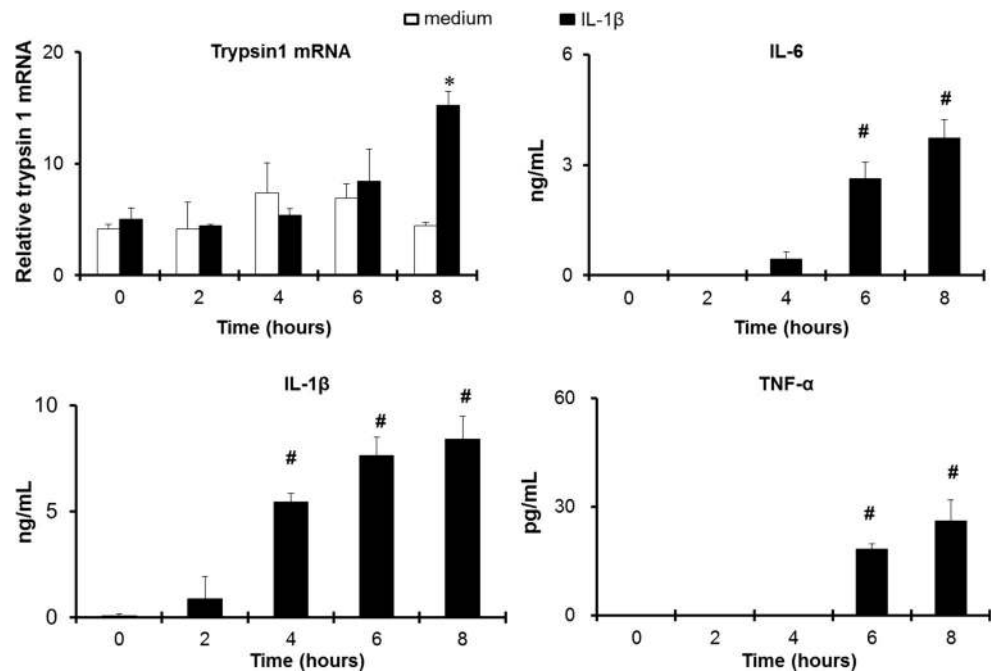 medium IL-1β
Trypsin1 mRNA
Relative trypsin 1 mRNA
20
10
0
*
0 2 4 6 8
Time (hours)
IL-6
ng/mL
6
3
0
# #
0 2 4 6 8
Time (hours)
IL-1β
ng/mL
10
5
0
# # #
0 2 4 6 8
Time (hours)
TNF-α
pg/mL
60
30
0
# #
0 2 4 6 8
Time (hours)